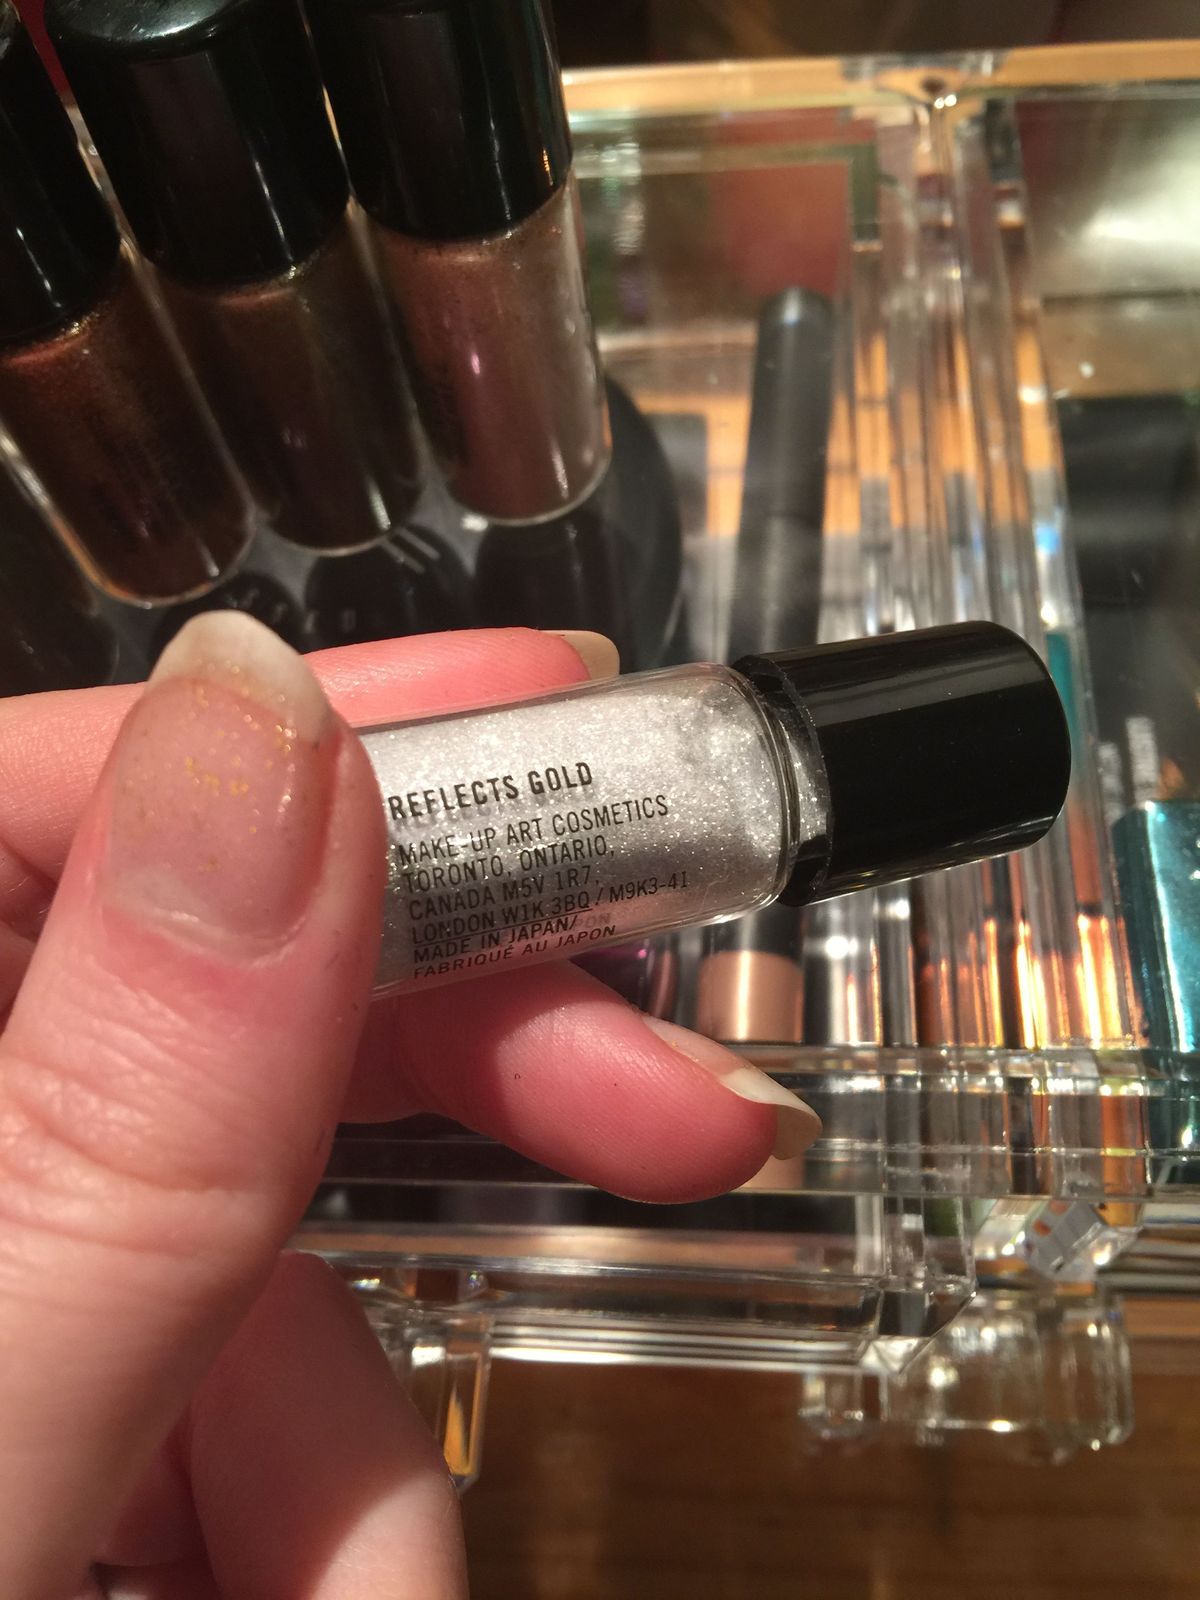 REFLECTS GOLD
MAKE-UP ART COSMETICS
TORONTO, ONTARIO,
CANADA M5V 1R7,
LONDON W1K 3BQ / M9K3-41
MADE IN JAPAN/
FABRIQUÉ AU JAPON